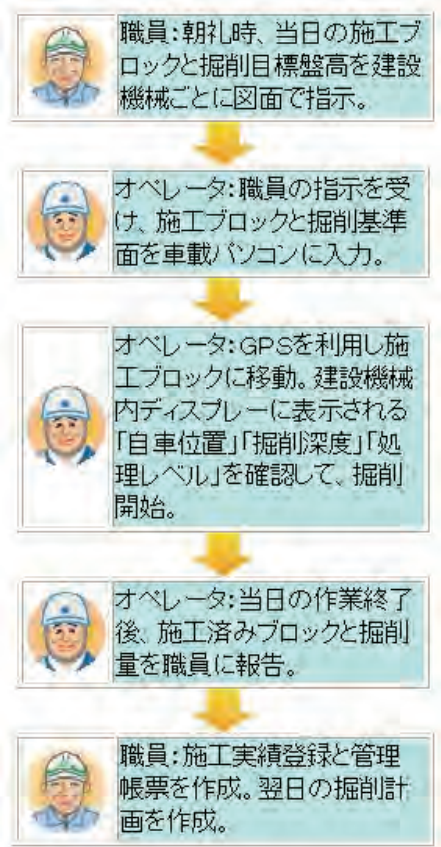 職員:朝礼時、当日の施工ブ
ロックと掘削目標盤高を建設
機械ごとに図面で指示。
オペレータ:職員の指示を受
け、施工ブロックと掘削基準
面を車載パソコンに入力。
オペレータ:GPSを利用し施
工ブロックに移動。建設機械
内ディスプレーに表示される
「自車位置」「掘削深度」「処
理レベル」を確認して、掘削
開始。
オペレータ:当日の作業終了
後、施工済みブロックと掘削
量を職員に報告。
職員:施工実績登録と管理
帳票を作成。翌日の掘削計
画を作成。